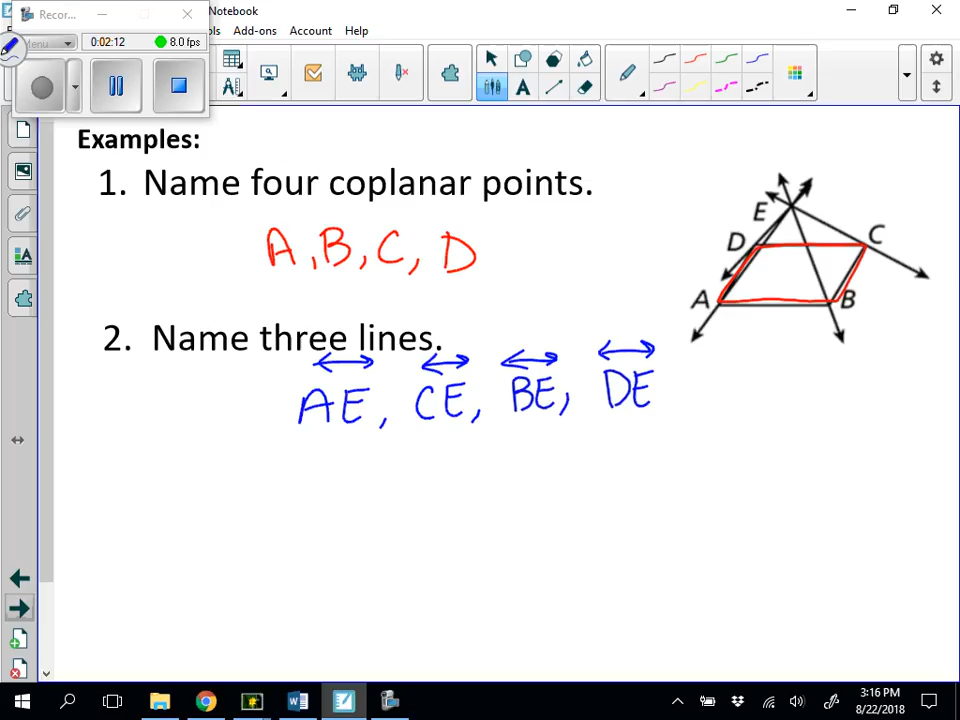 Recor...
Notebook
Menu
0:02:12
8.0 fps
Add-ons Account Help
Examples:
1. Name four coplanar points.
A, B, C, D
2. Name three lines.
AE, CE, BE, DE
E
D
C
A
B
3:16 PM
8/22/2018